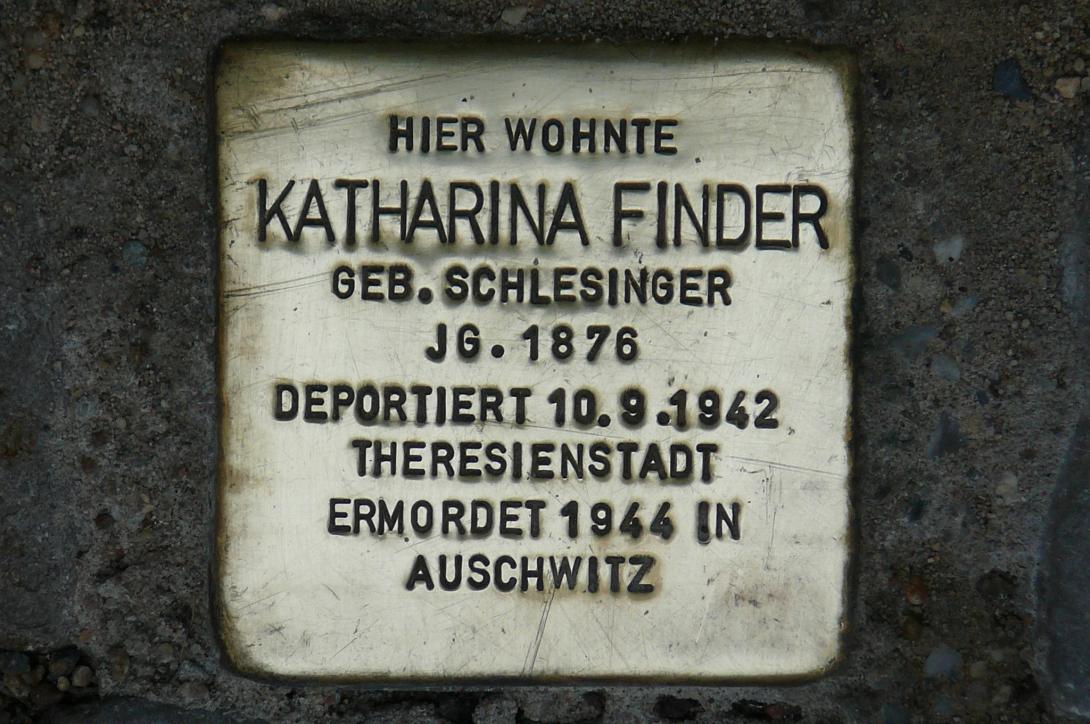 HIER WOHNTE
KATHARINA FINDER
GEB. SCHLESINGER
JG. 1876
DEPORTIERT 10.9.1942
THERESIENSTADT
ERMORDET 1944 IN
AUSCHWITZ